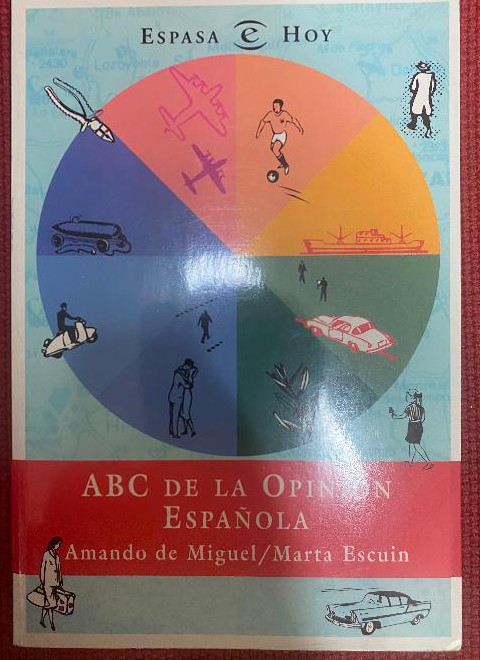 ESPASA e HOY
ABC DE LA OPINIÓN
ESPAÑOLA
Amando de Miguel/Marta Escuin